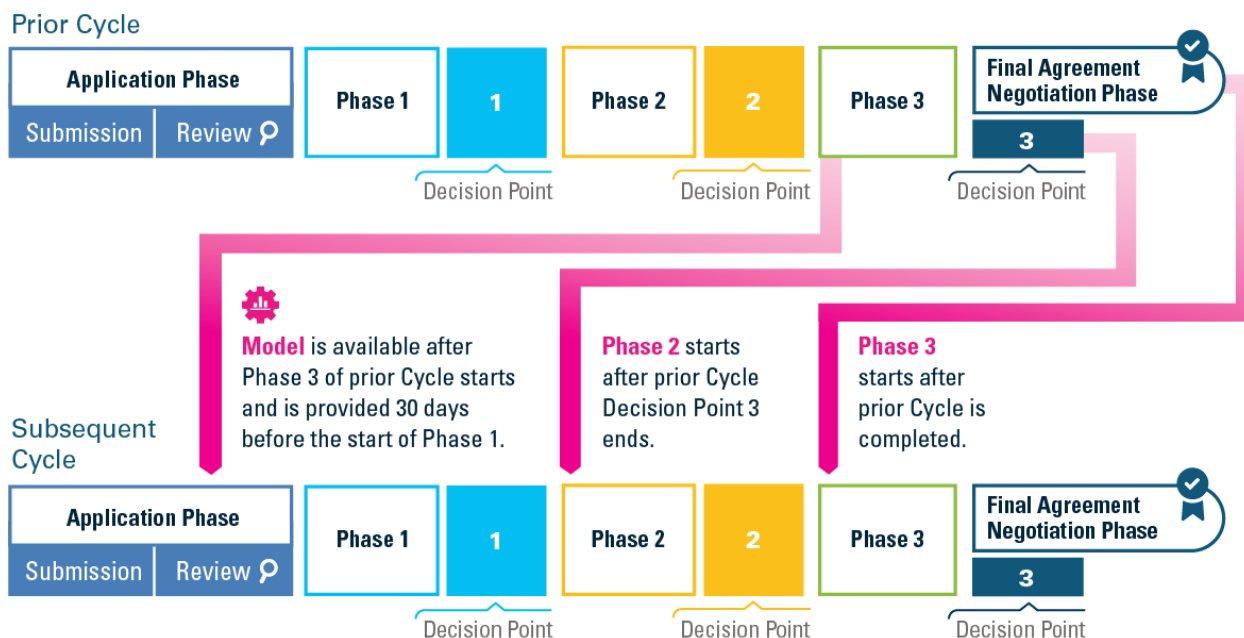 Prior Cycle
Application Phase
Submission
Review
Phase 1
1
Phase 2
2
Phase 3
Final Agreement
Negotiation Phase
3
Decision Point
Decision Point
Decision Point
Model is available after
Phase 3 of prior Cycle starts
and is provided 30 days
before the start of Phase 1.
Phase 2 starts
after prior Cycle
Decision Point 3
ends.
Phase 3
starts after
prior Cycle is
completed.
Subsequent
Cycle
Application Phase
Submission
Review
Phase 1
1
Phase 2
2
Phase 3
Final Agreement
Negotiation Phase
3
Decision Point
Decision Point
Decision Point